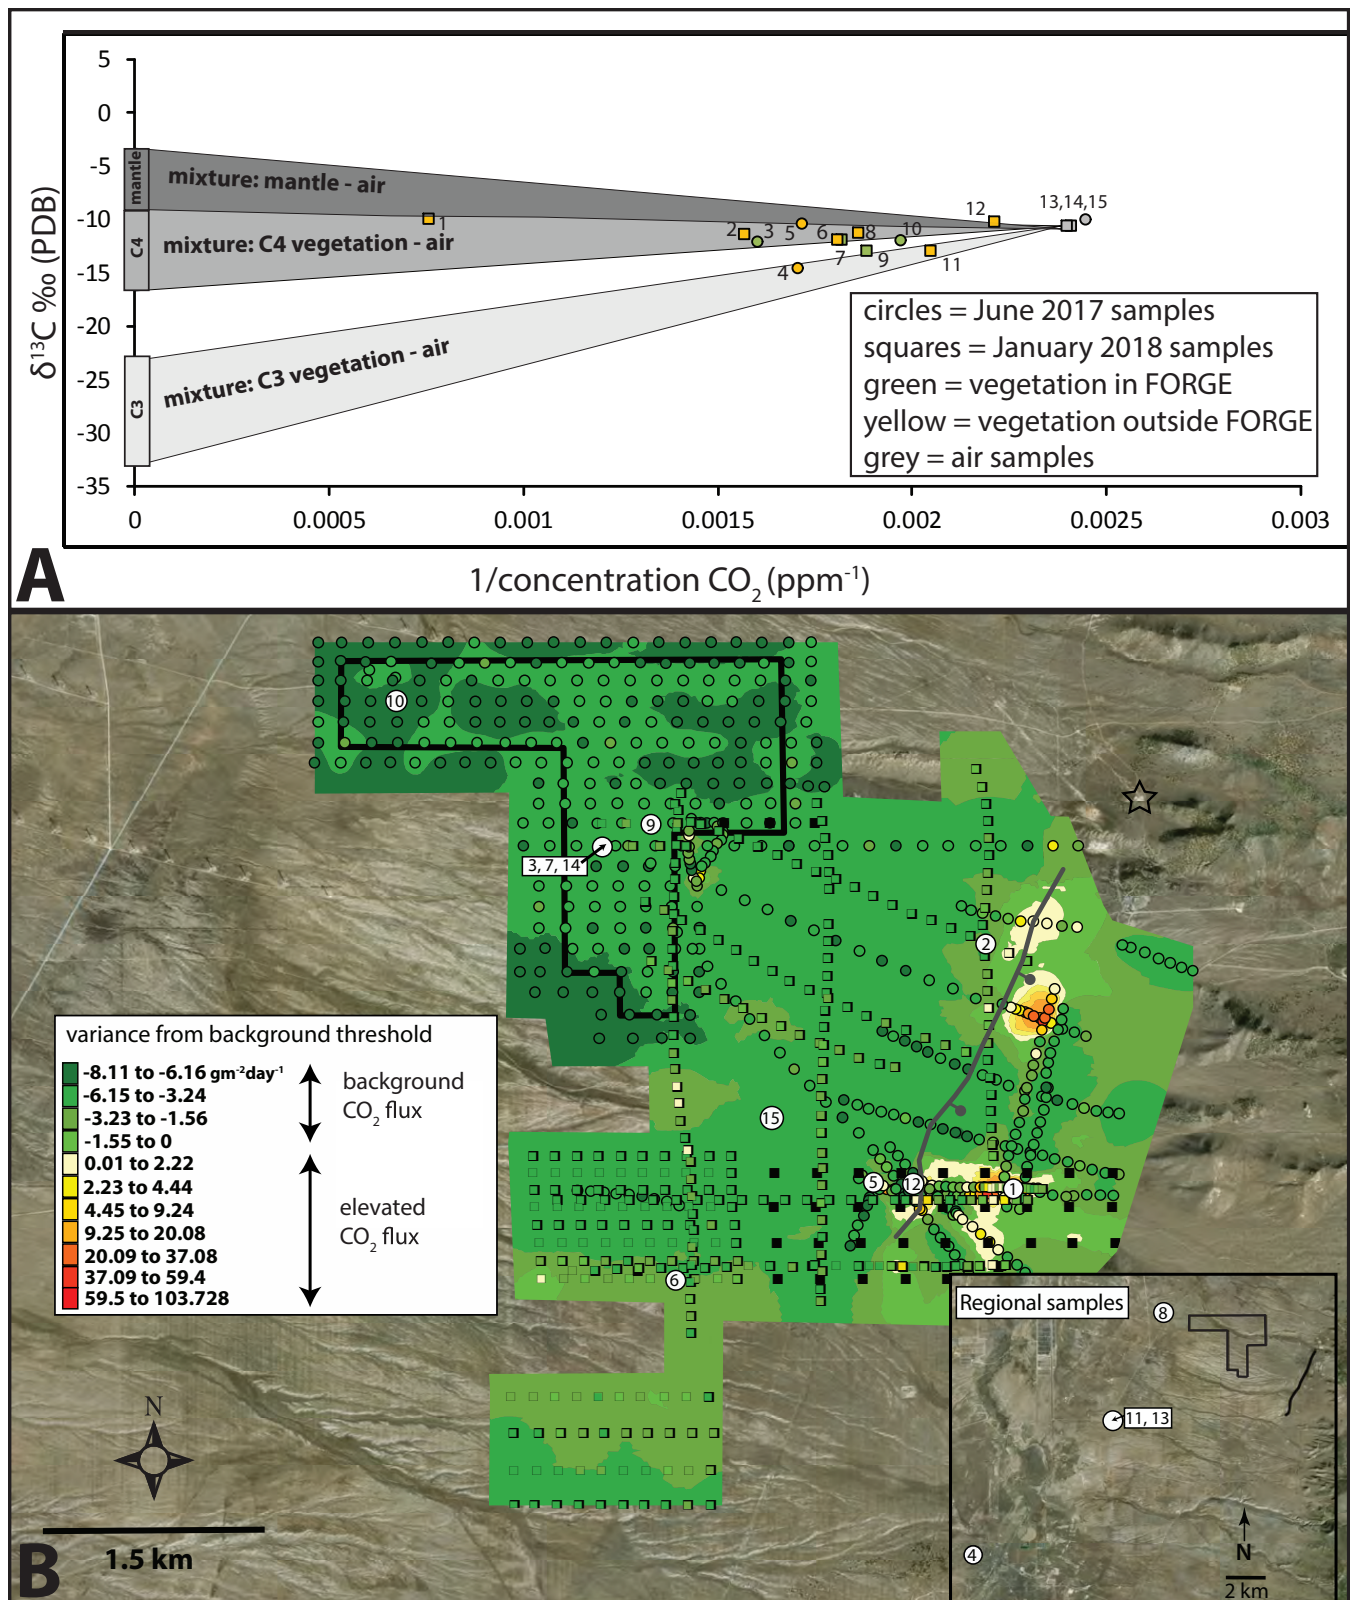 5
0
-5
-10
-15
-20
-25
-30
-35
δ¹³C ‰ (PDB)
mantle
C4
C3
mixture: mantle - air
mixture: C4 vegetation - air
mixture: C3 vegetation - air
1
2
3
4
5
6
7
8
9
10
11
12
13,14,15
circles = June 2017 samples
squares = January 2018 samples
green = vegetation in FORGE
yellow = vegetation outside FORGE
grey = air samples
0 0.0005 0.001 0.0015 0.002 0.0025 0.003
1/concentration CO₂ (ppm⁻¹)
A
10
9
3, 7, 14
2
15
5
12
1
6
variance from background threshold
-8.11 to -6.16 gm⁻²day⁻¹
-6.15 to -3.24
-3.23 to -1.56
-1.55 to 0
0.01 to 2.22
2.23 to 4.44
4.45 to 9.24
9.25 to 20.08
20.09 to 37.08
37.09 to 59.4
59.5 to 103.728
background
CO₂ flux
elevated
CO₂ flux
N
1.5 km
B
Regional samples
8
11, 13
4
N
2 km